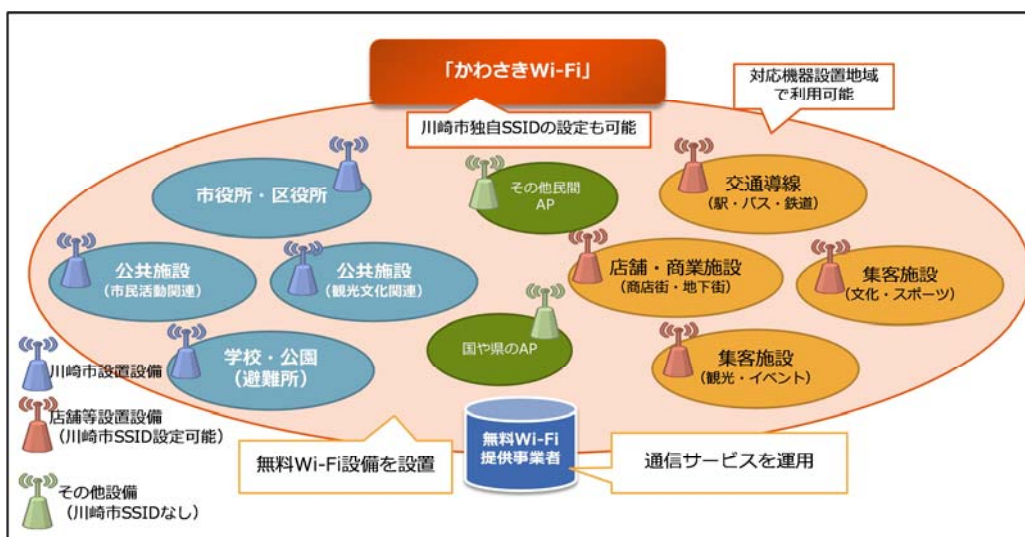 「かわさきWi-Fi」
川崎市独自SSIDの設定も可能
対応機器設置地域
で利用可能
市役所・区役所
その他民間
AP
交通導線
(駅・バス・鉄道)
公共施設
(市民活動関連)
公共施設
(観光文化関連)
店舗・商業施設
(商店街・地下街)
集客施設
(文化・スポーツ)
国や県のAP
学校・公園
(避難所)
集客施設
(観光・イベント)
川崎市設置設備
店舗等設置設備
(川崎市SSID設定可能)
その他設備
(川崎市SSIDなし)
無料Wi-Fi設備を設置
無料Wi-Fi
提供事業者
通信サービスを運用